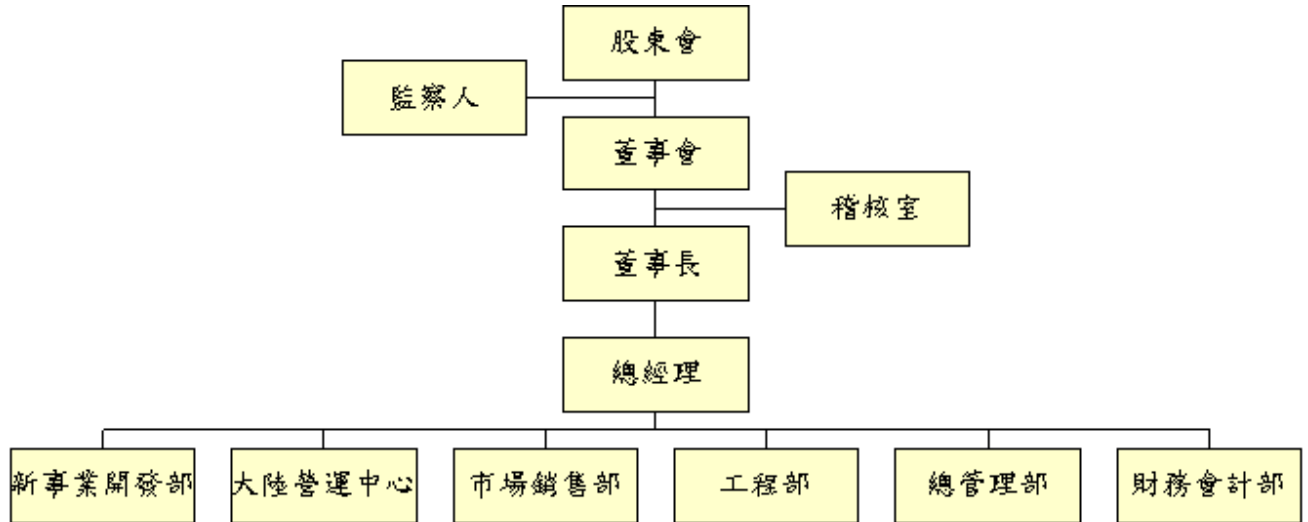 股東會
監察人
董事會
稽核室
董事長
總經理
新事業開發部
大陸營運中心
市場銷售部
工程部
總管理部
財務會計部